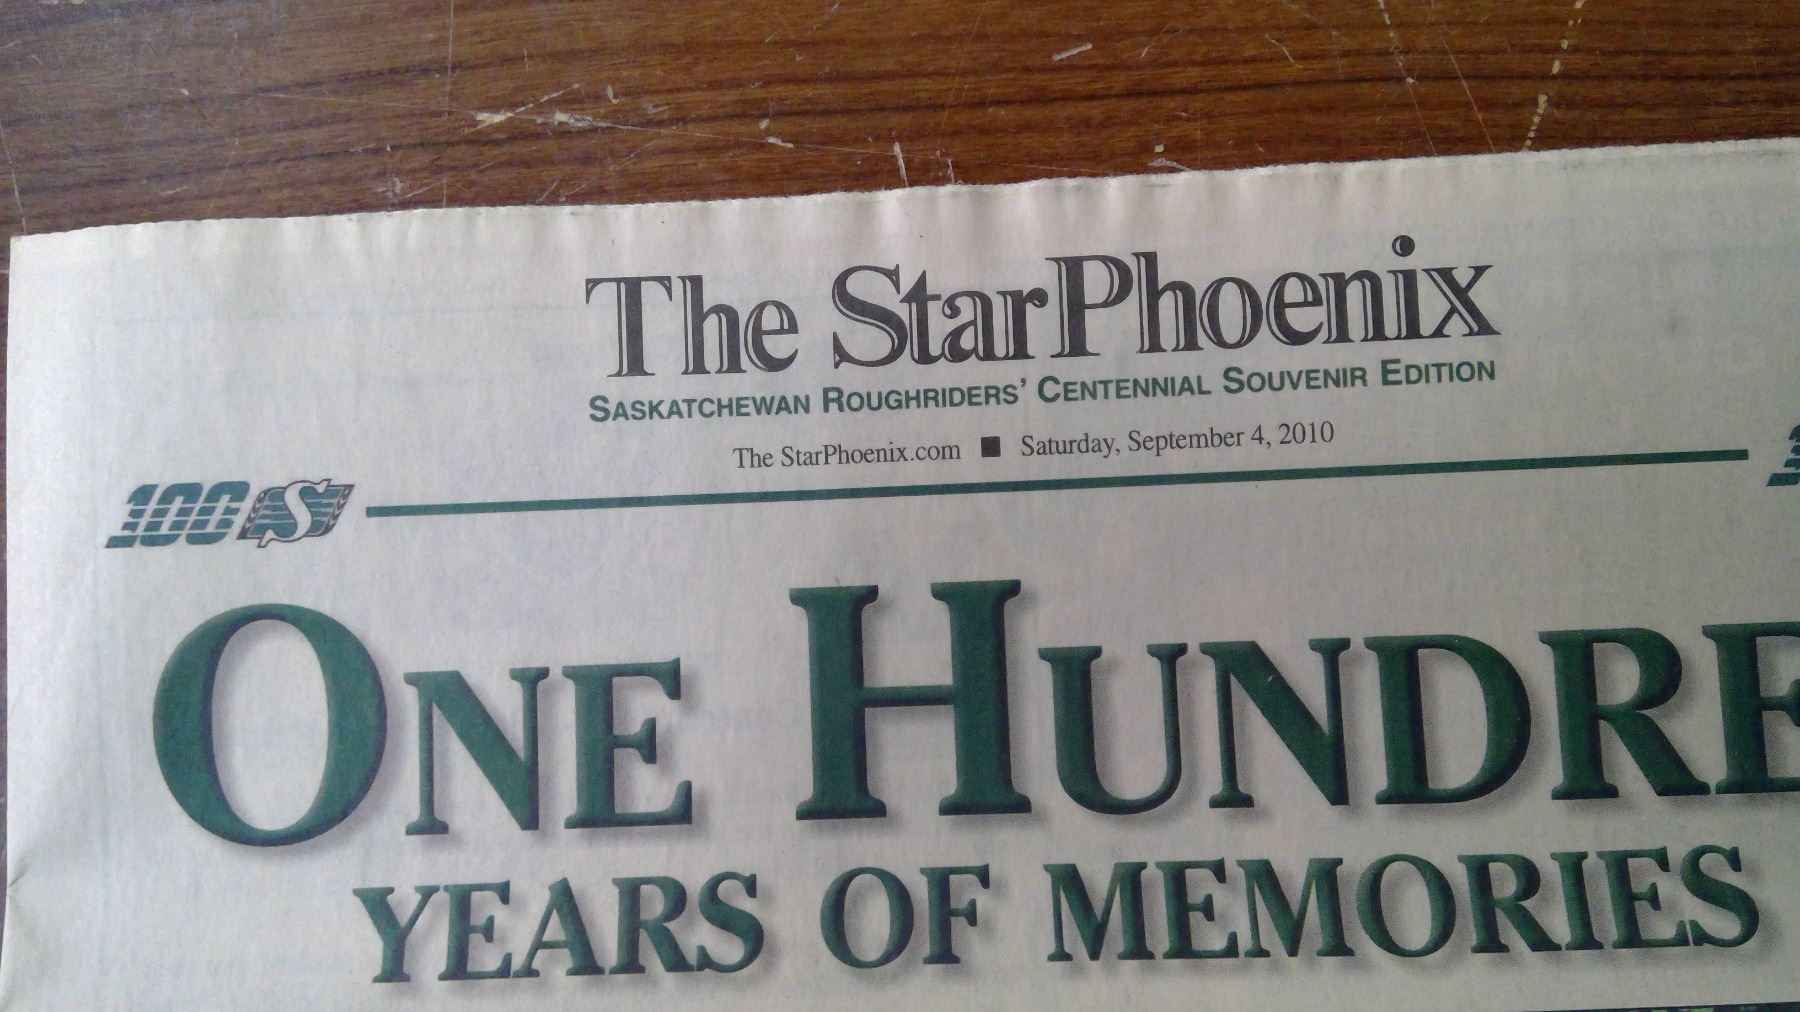 The StarPhoenix
SASKATCHEWAN ROUGHRIDERS' CENTENNIAL SOUVENIR EDITION
The StarPhoenix.com ■ Saturday, September 4, 2010
100 S
ONE HUNDRE
YEARS OF MEMORIES